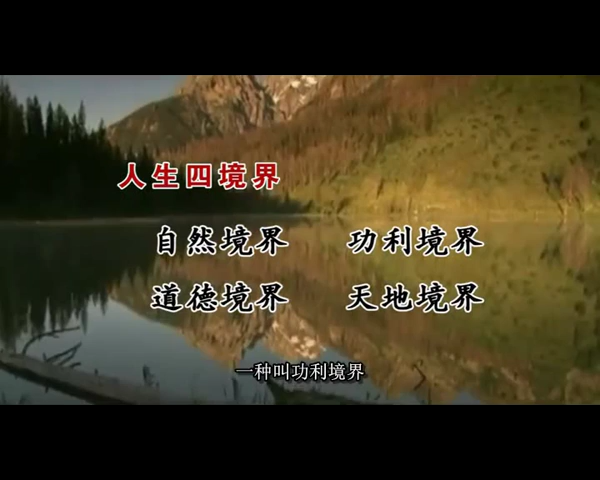 人生四境界
自然境界 功利境界
道德境界 天地境界
一种叫功利境界